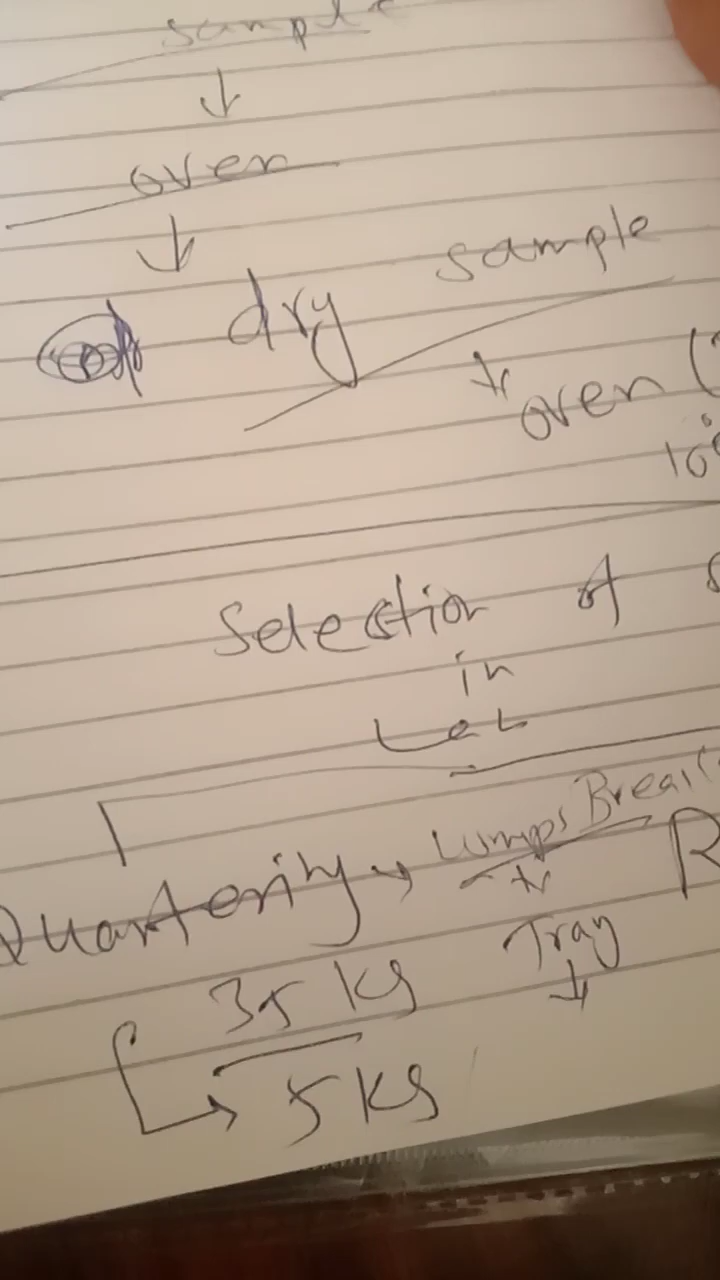 sample
↓
oven
↓
dry sample
oven (
Selection of
in
Lab
Quartering → Lumps Break
Tray
↓
35 kg
5 kg